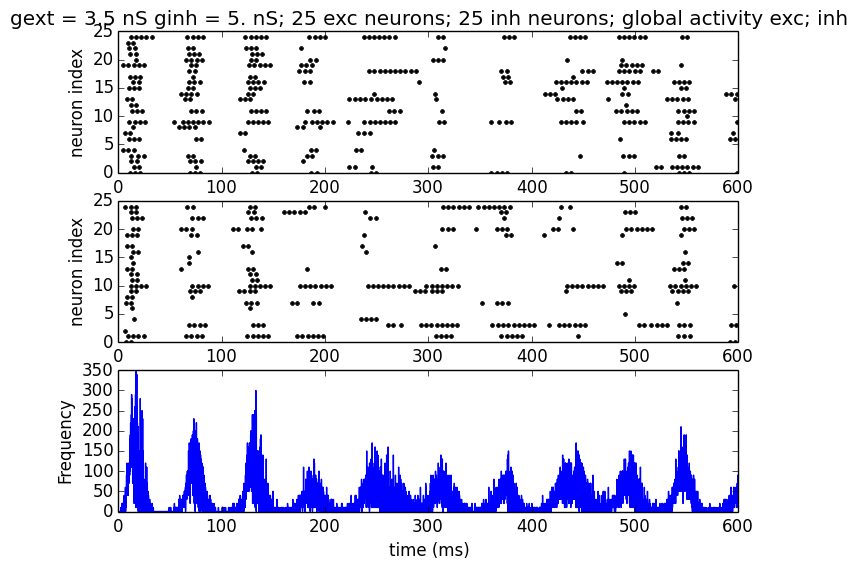 gext = 3.5 nS ginh = 5. nS; 25 exc neurons; 25 inh neurons; global activity exc; inh
25
20
15
10
5
0
neuron index
0 100 200 300 400 500 600
25
20
15
10
5
0
neuron index
0 100 200 300 400 500 600
350
300
250
200
150
100
50
0
Frequency
0 100 200 300 400 500 600
time (ms)